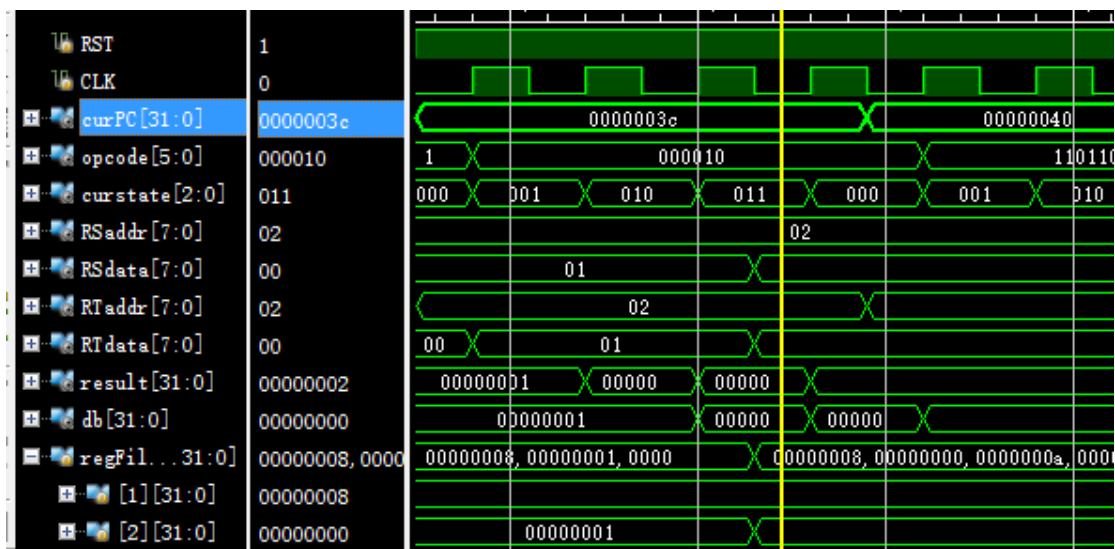 RST 1
CLK 0
curPC[31:0] 0000003c 0000003c 00000040
opcode[5:0] 000010 1 000010 110110
curstate[2:0] 011 000 001 010 011 000 001 010
RSaddr[7:0] 02 02
RSdata[7:0] 00 01
RTaddr[7:0] 02 02
RTdata[7:0] 00 00 01
result[31:0] 00000002 00000001 00000 00000
db[31:0] 00000000 00000001 00000 00000
regFil...31:0] 00000008,0000 00000008,00000001,0000 00000008,00000000,0000000a,0000
[1][31:0] 00000008
[2][31:0] 00000000 00000001